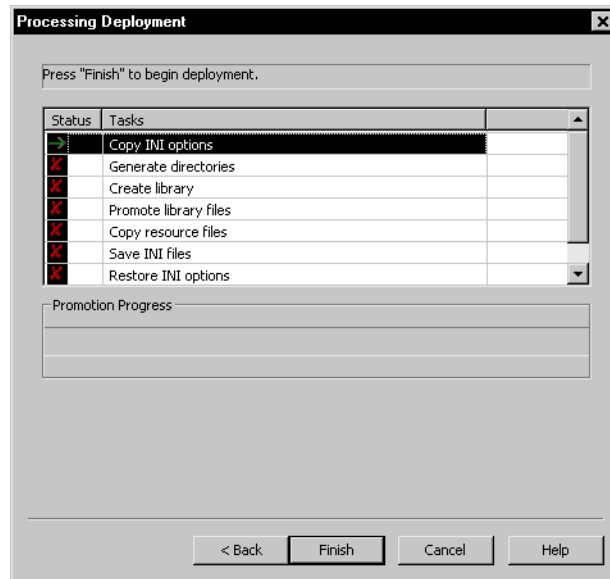 Processing Deployment
Press "Finish" to begin deployment.
Status Tasks
Copy INI options
Generate directories
Create library
Promote library files
Copy resource files
Save INI files
Restore INI options
Promotion Progress
< Back Finish Cancel Help